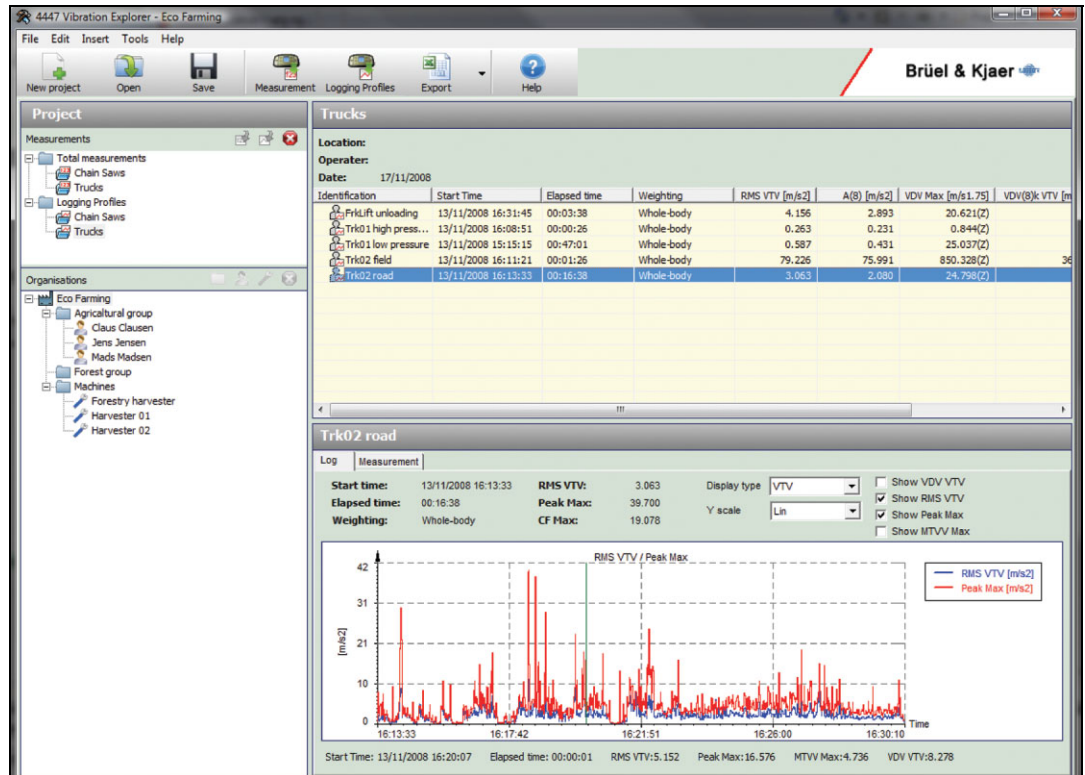 4447 Vibration Explorer - Eco Farming
File Edit Insert Tools Help
New project Open Save Measurement Logging Profiles Export Help
Brüel & Kjaer
Project
Measurements
Total measurements
Chain Saws
Trucks
Logging Profiles
Chain Saws
Trucks
Organisations
Eco Farming
Agricaltural group
Claus Clausen
Jens Jensen
Mads Madsen
Forest group
Machines
Forestry harvester
Harvester 01
Harvester 02
Trucks
Location:
Operater:
Date: 17/11/2008
Identification Start Time Elapsed time Weighting RMS VTV [m/s2] A(8) [m/s2] VDV Max [m/s1.75] VDV(8)k VTV [m
FrkLift unloading 13/11/2008 16:31:45 00:03:38 Whole-body 4.156 2.893 20.621(Z)
Trk01 high press... 13/11/2008 16:08:51 00:00:26 Whole-body 0.263 0.231 0.844(Z)
Trk01 low pressure 13/11/2008 15:15:15 00:47:01 Whole-body 0.587 0.431 25.037(Z)
Trk02 field 13/11/2008 16:11:21 00:01:26 Whole-body 79.226 75.991 850.328(Z) 36
Trk02 road 13/11/2008 16:13:33 00:16:38 Whole-body 3.063 2.080 24.798(Z)
Trk02 road
Log Measurement
Start time: 13/11/2008 16:13:33 RMS VTV: 3.063 Display type VTV Show VDV VTV
Elapsed time: 00:16:38 Peak Max: 39.700 Show RMS VTV
Weighting: Whole-body CF Max: 19.078 Y scale Lin Show Peak Max
Show MTVV Max
RMS VTV / Peak Max
[m/s2]
42
31
21
10
0
16:13:33 16:17:42 16:21:51 16:26:00 16:30:10
Time
RMS VTV [m/s2]
Peak Max [m/s2]
Start Time: 13/11/2008 16:20:07 Elapsed time: 00:00:01 RMS VTV:5.152 Peak Max:16.576 MTVV Max:4.736 VDV VTV:8.278